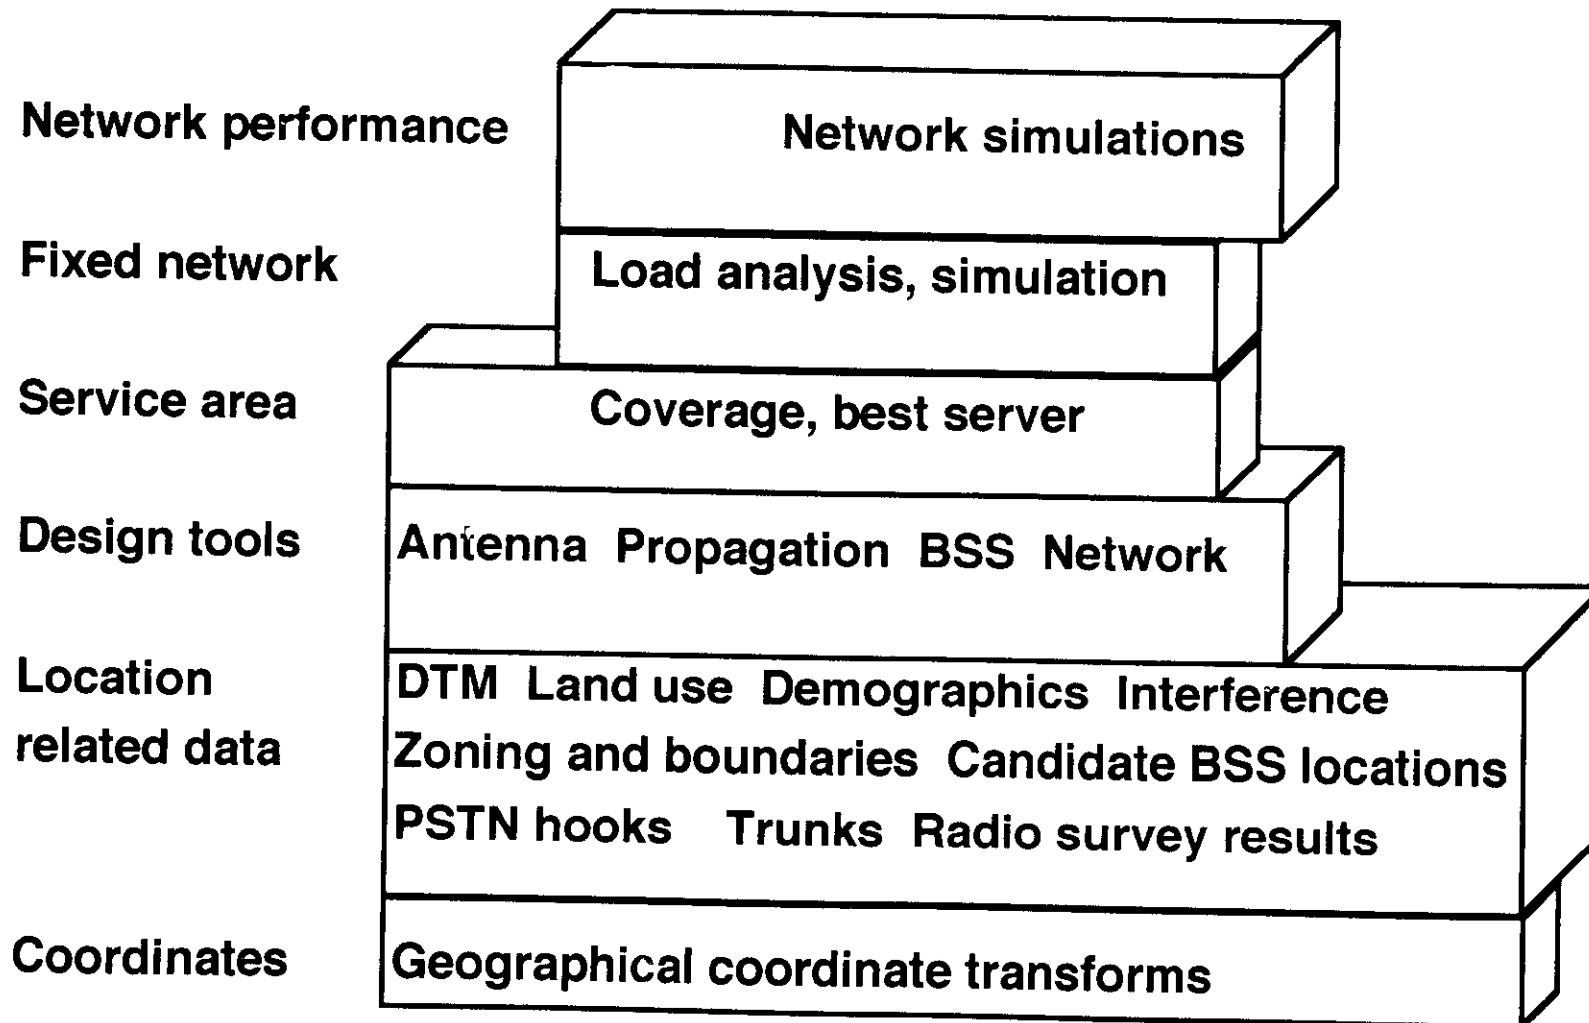 Network performance Network simulations
Fixed network Load analysis, simulation
Service area Coverage, best server
Design tools Antenna Propagation BSS Network
Location DTM Land use Demographics Interference
related data Zoning and boundaries Candidate BSS locations
PSTN hooks Trunks Radio survey results
Coordinates Geographical coordinate transforms